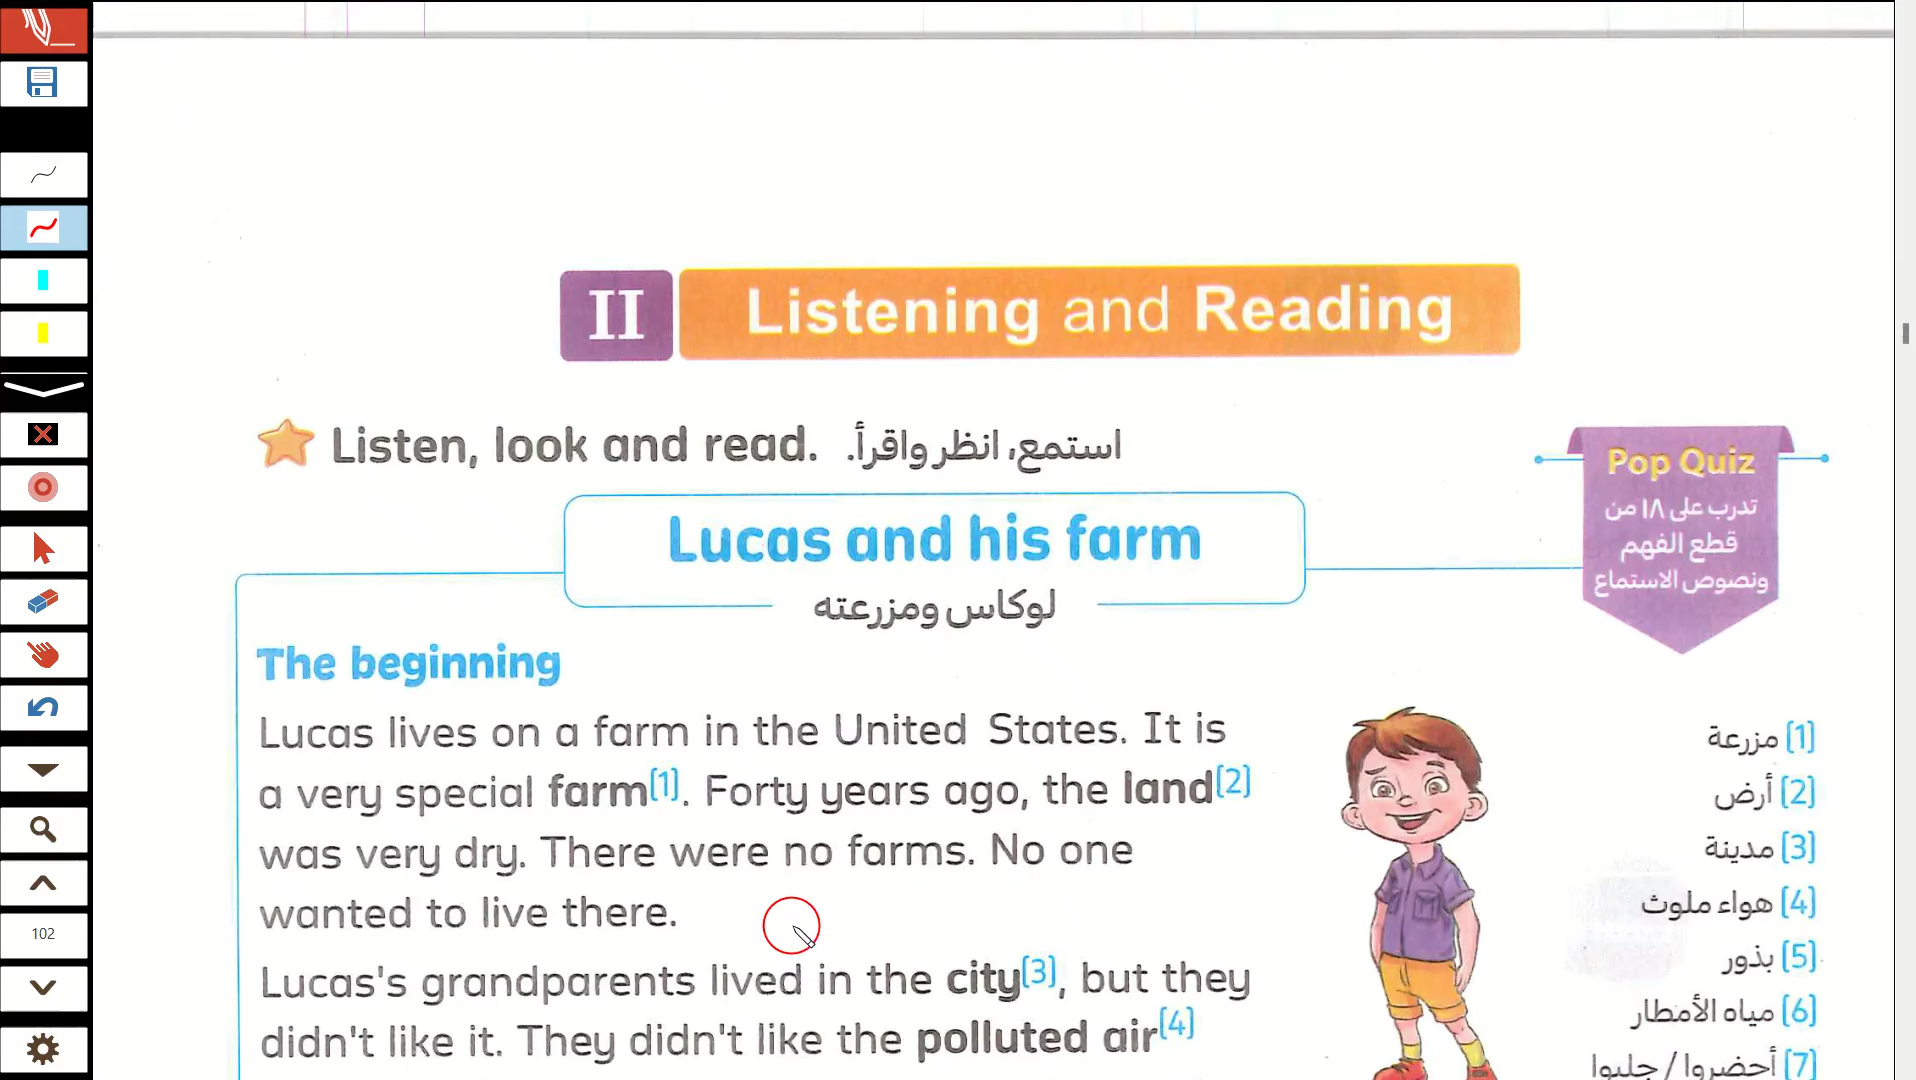 II Listening and Reading
Listen, look and read. استمع، انظر واقرأ.
Pop Quiz
تدرب على ١٨ من
قطع الفهم
ونصوص الاستماع
Lucas and his farm
لوكاس ومزرعته
The beginning
Lucas lives on a farm in the United States. It is
a very special farm[1]. Forty years ago, the land[2]
was very dry. There were no farms. No one
wanted to live there.
Lucas's grandparents lived in the city[3], but they
didn't like it. They didn't like the polluted air[4]
[1] مزرعة
[2] أرض
[3] مدينة
[4] هواء ملوث
[5] بذور
[6] مياه الأمطار
[7] أحضروا / جلبوا
102